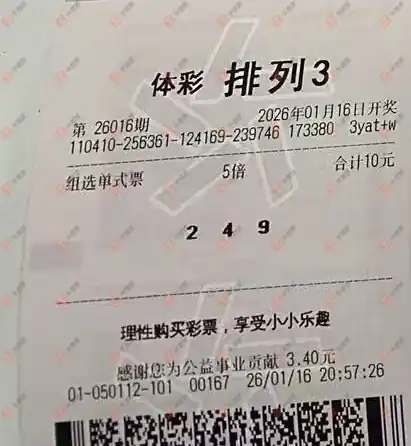 体彩 排列3
第 26016期 2026年01月16日开奖
110410-256361-124169-239746 173380 3yat+w
组选单式票 5倍 合计10元
2 4 9
理性购买彩票，享受小小乐趣
感谢您为公益事业贡献 3.40元
01-050112-101 00167 26/01/16 20:57:26